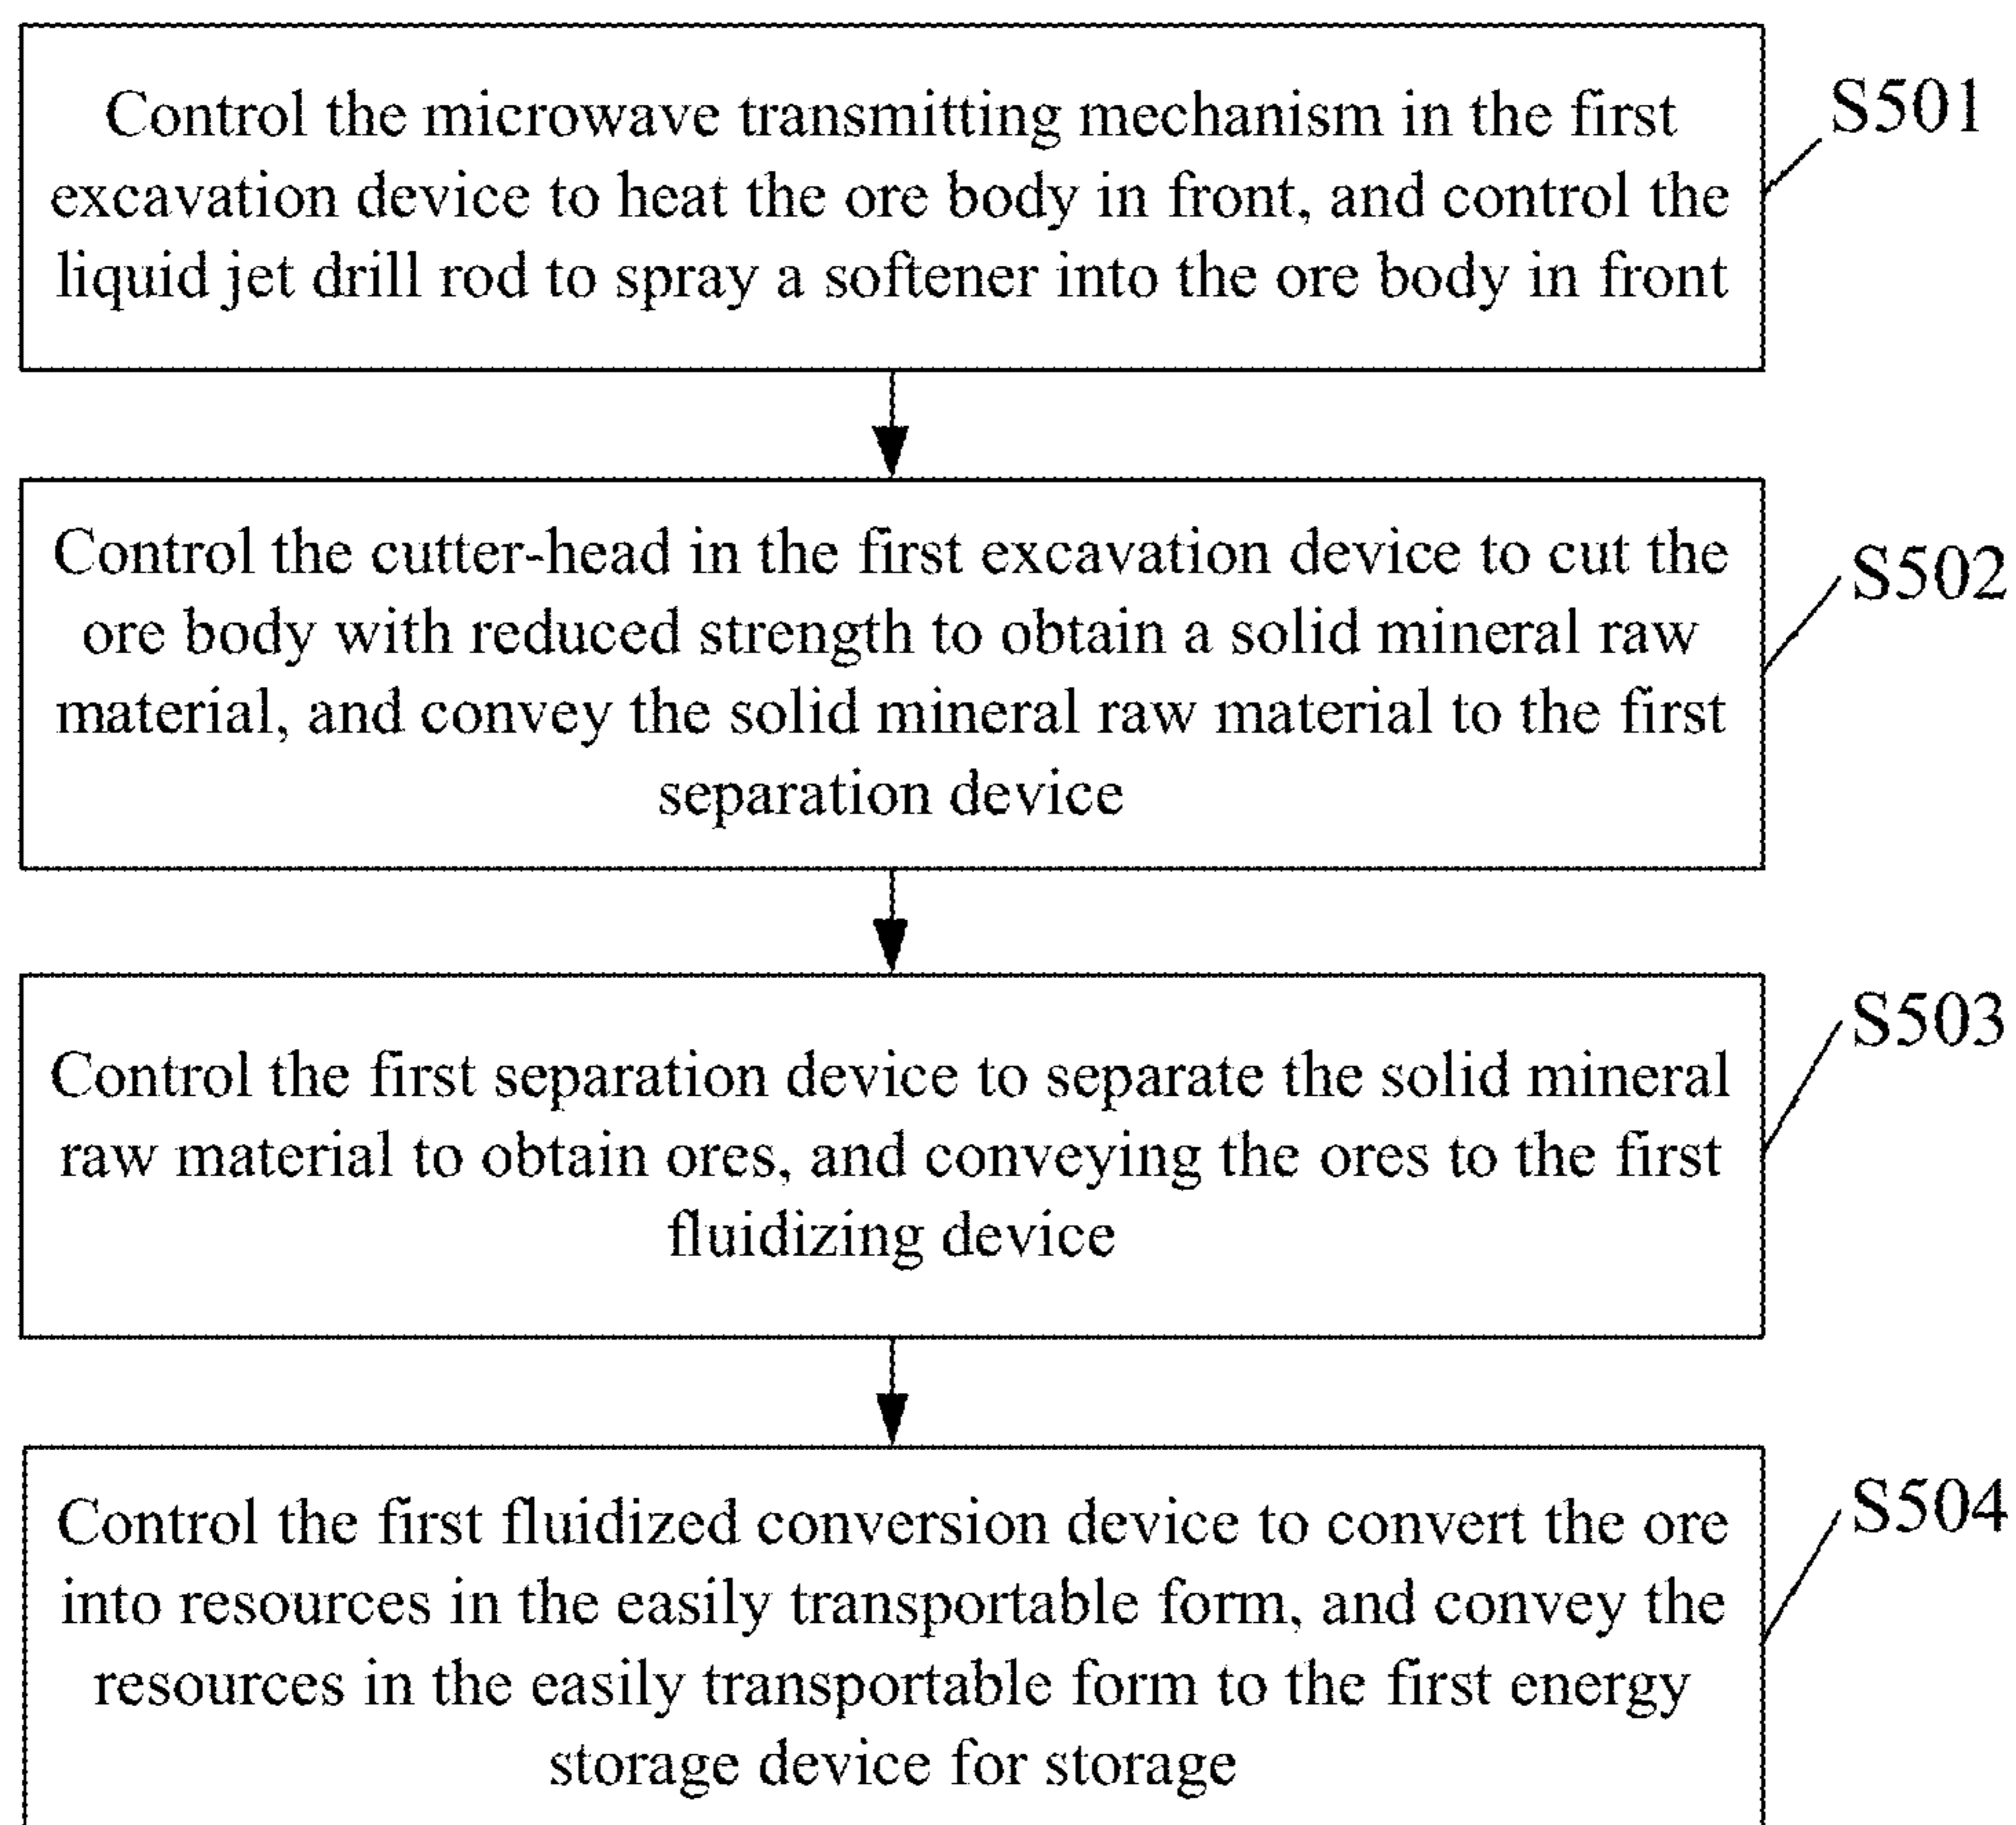 Control the microwave transmitting mechanism in the first
excavation device to heat the ore body in front, and control the
liquid jet drill rod to spray a softener into the ore body in front
S501
Control the cutter-head in the first excavation device to cut the
ore body with reduced strength to obtain a solid mineral raw
material, and convey the solid mineral raw material to the first
separation device
S502
Control the first separation device to separate the solid mineral
raw material to obtain ores, and conveying the ores to the first
fluidizing device
S503
Control the first fluidized conversion device to convert the ore
into resources in the easily transportable form, and convey the
resources in the easily transportable form to the first energy
storage device for storage
S504